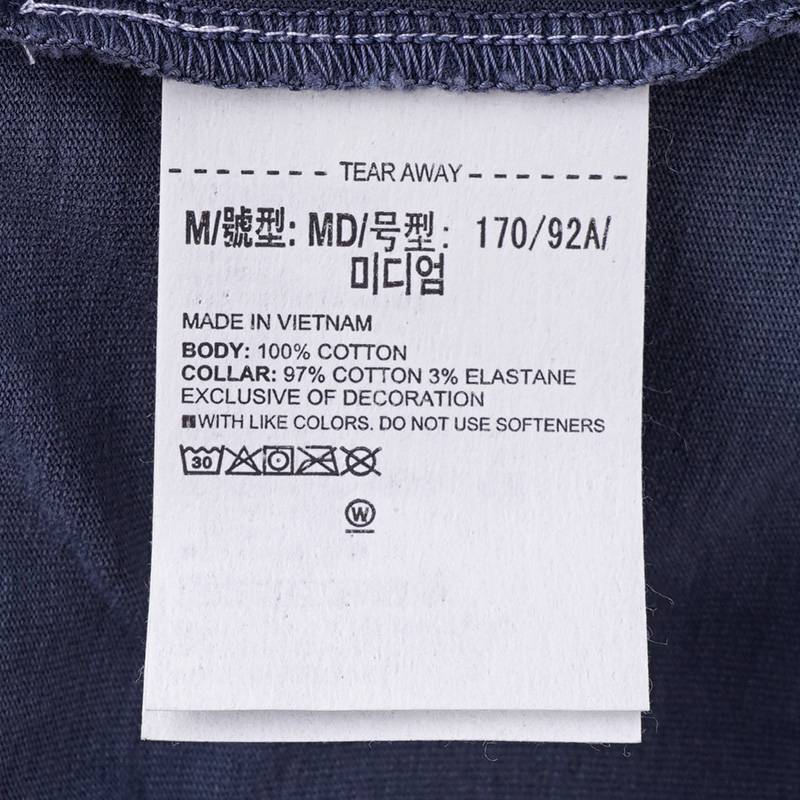 TEAR AWAY
M/號型: MD/号型: 170/92A/
미디엄
MADE IN VIETNAM
BODY: 100% COTTON
COLLAR: 97% COTTON 3% ELASTANE
EXCLUSIVE OF DECORATION
WITH LIKE COLORS. DO NOT USE SOFTENERS
30
W